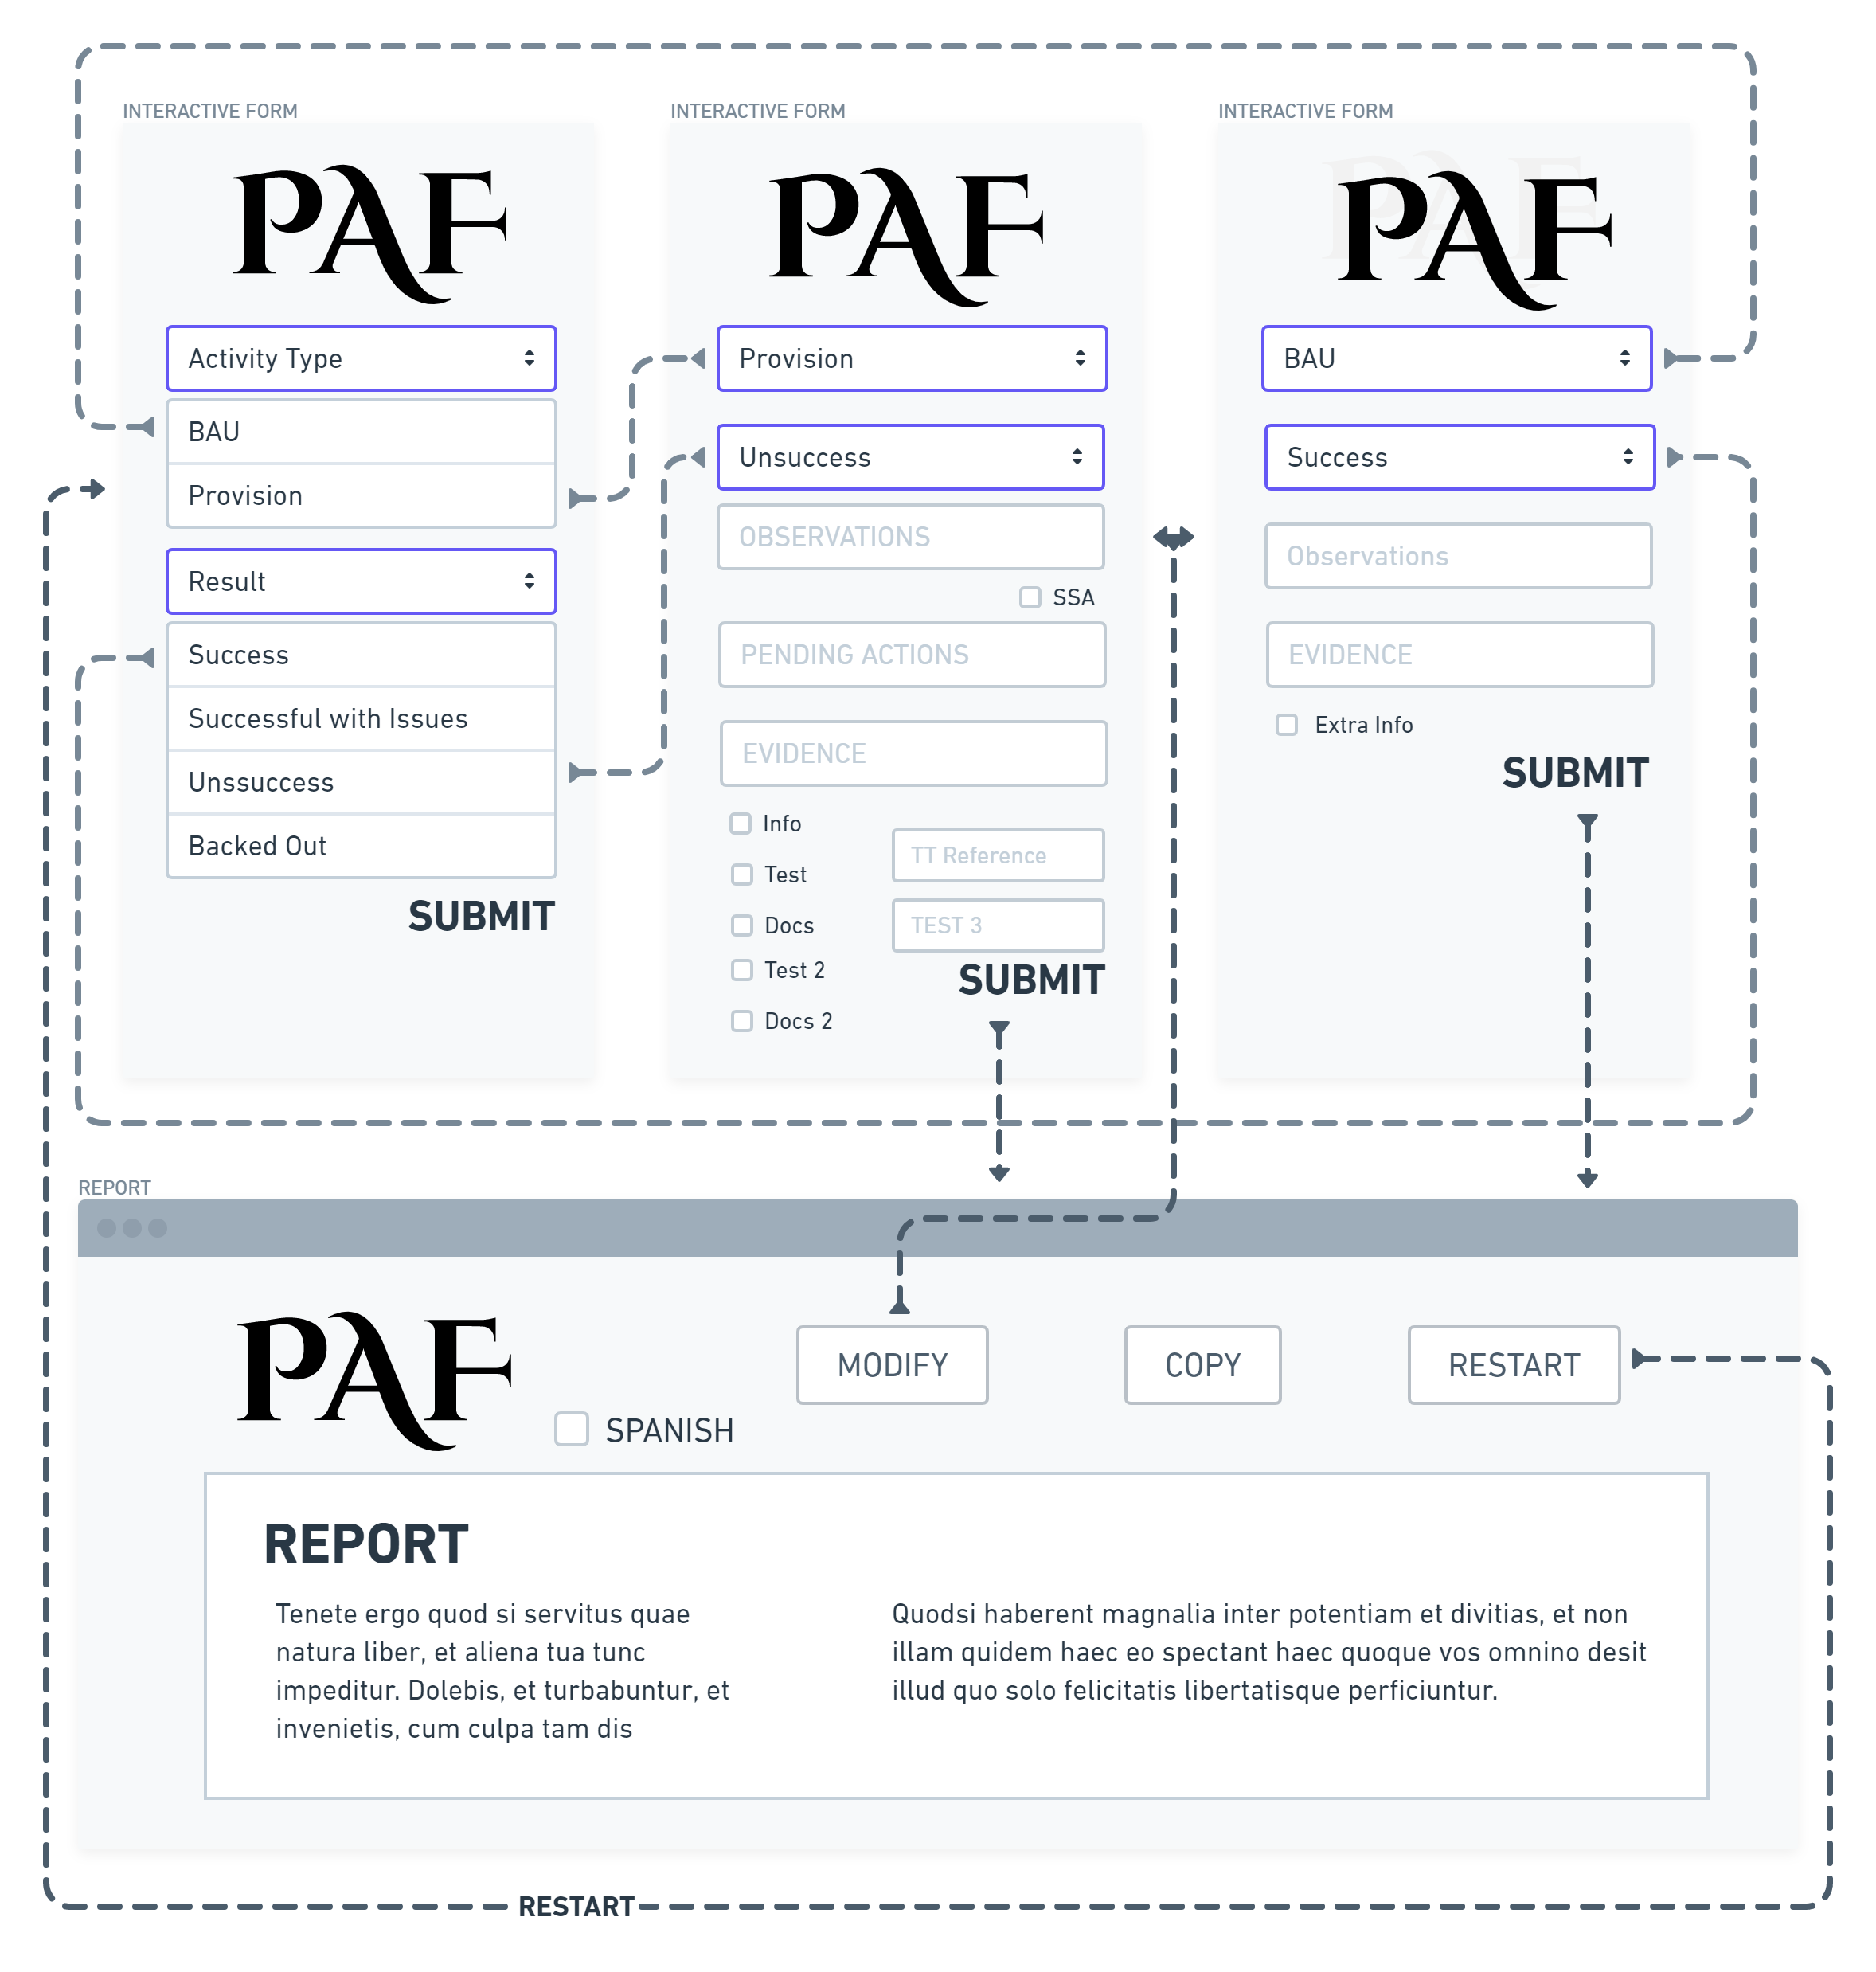 INTERACTIVE FORM
PAF
Activity Type
BAU
Provision
Result
Success
Successful with Issues
Unssuccess
Backed Out
SUBMIT
INTERACTIVE FORM
PAF
Provision
Unsuccess
OBSERVATIONS
SSA
PENDING ACTIONS
EVIDENCE
Info
Test
Docs
Test 2
Docs 2
TT Reference
TEST 3
SUBMIT
INTERACTIVE FORM
PAF
PAF
BAU
Success
Observations
EVIDENCE
Extra Info
SUBMIT
REPORT
PAF
SPANISH
MODIFY
COPY
RESTART
REPORT
Tenete ergo quod si servitus quae
natura liber, et aliena tua tunc
impeditur. Dolebis, et turbabuntur, et
invenietis, cum culpa tam dis
Quodsi haberent magnalia inter potentiam et divitias, et non
illam quidem haec eo spectant haec quoque vos omnino desit
illud quo solo felicitatis libertatisque perficiuntur.
RESTART